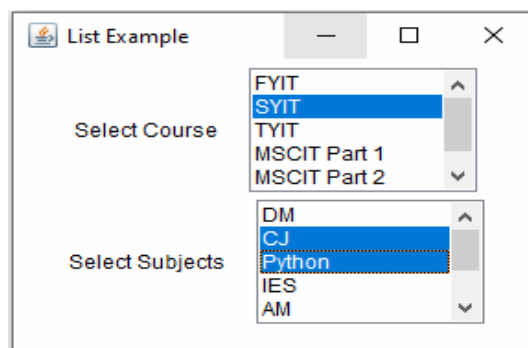 List Example
Select Course
FYIT
SYIT
TYIT
MSCIT Part 1
MSCIT Part 2
Select Subjects
DM
CJ
Python
IES
AM